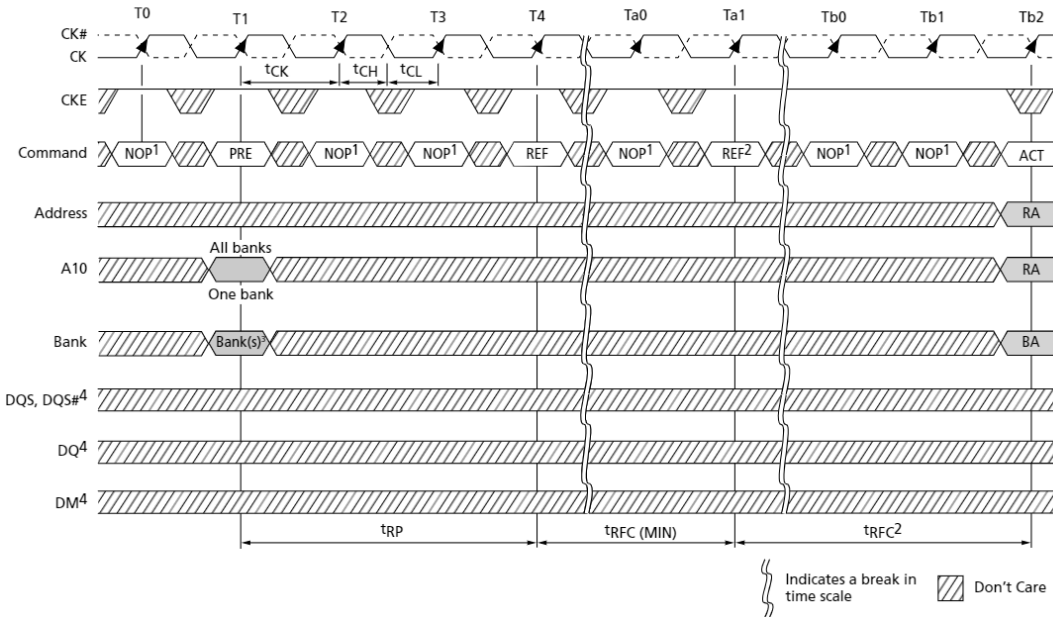 T0 T1 T2 T3 T4 Ta0 Ta1 Tb0 Tb1 Tb2
CK#
CK
tCK tCH tCL
CKE
Command NOP1 PRE NOP1 NOP1 REF NOP1 REF2 NOP1 NOP1 ACT
Address RA
All banks
A10 RA
One bank
Bank Bank(s)3 BA
DQS, DQS#4
DQ4
DM4
tRP tRFC (MIN) tRFC2
Indicates a break in
time scale
Don't Care